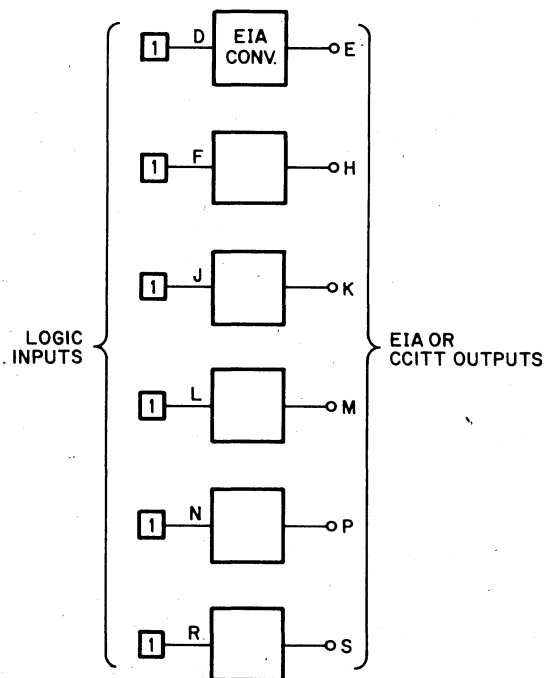 1 D EIA CONV. E
1 F H
1 J K
LOGIC INPUTS
EIA OR CCITT OUTPUTS
1 L M
1 N P
1 R S